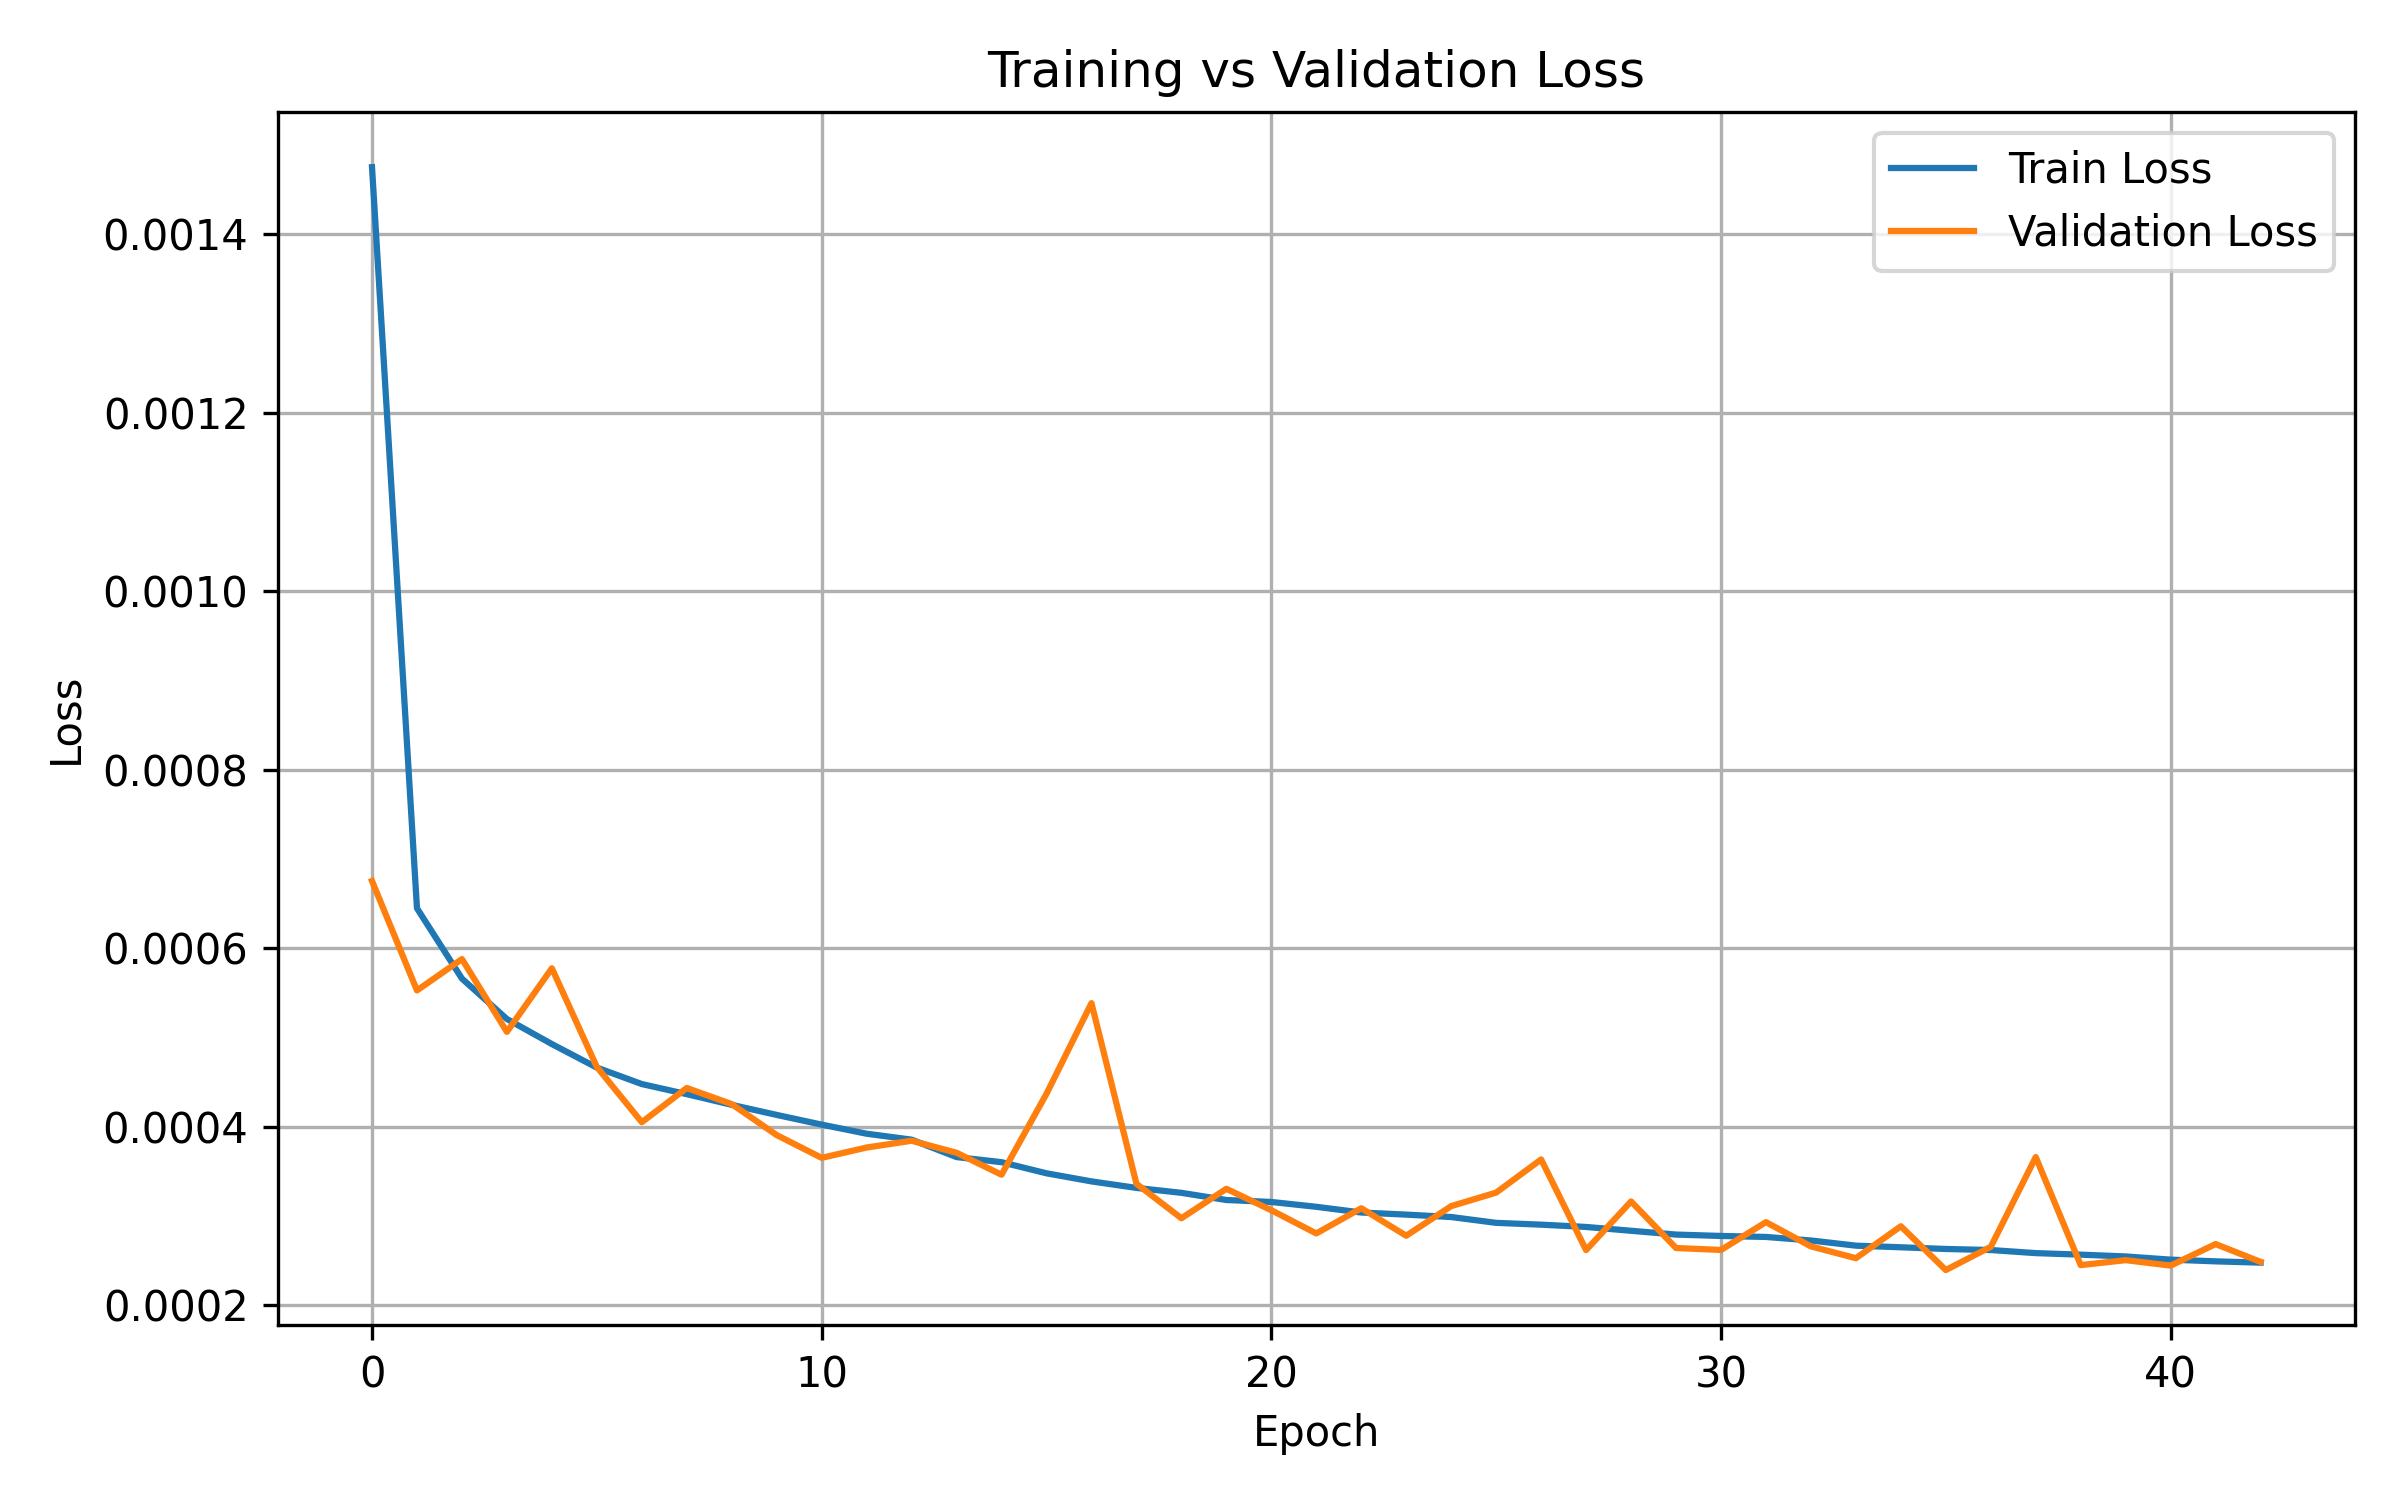 Training vs Validation Loss
Train Loss
Validation Loss
0.0014
0.0012
0.0010
0.0008
0.0006
0.0004
0.0002
Loss
0 10 20 30 40
Epoch